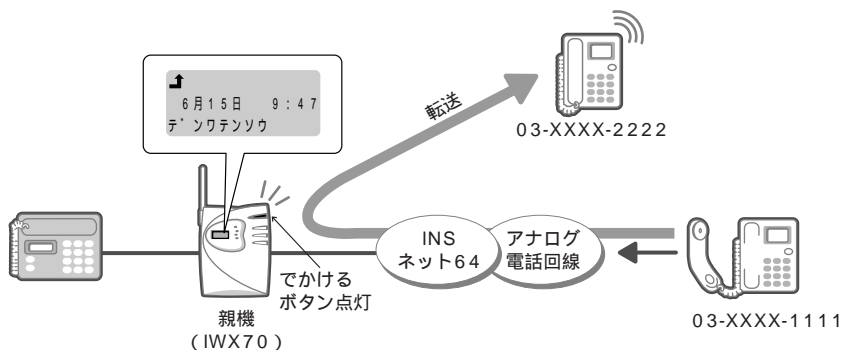 6月15日 9:47
デンワテンソウ
転送
03-XXXX-2222
INS
ネット64
アナログ
電話回線
でかける
ボタン点灯
親機
(IWX70)
03-XXXX-1111